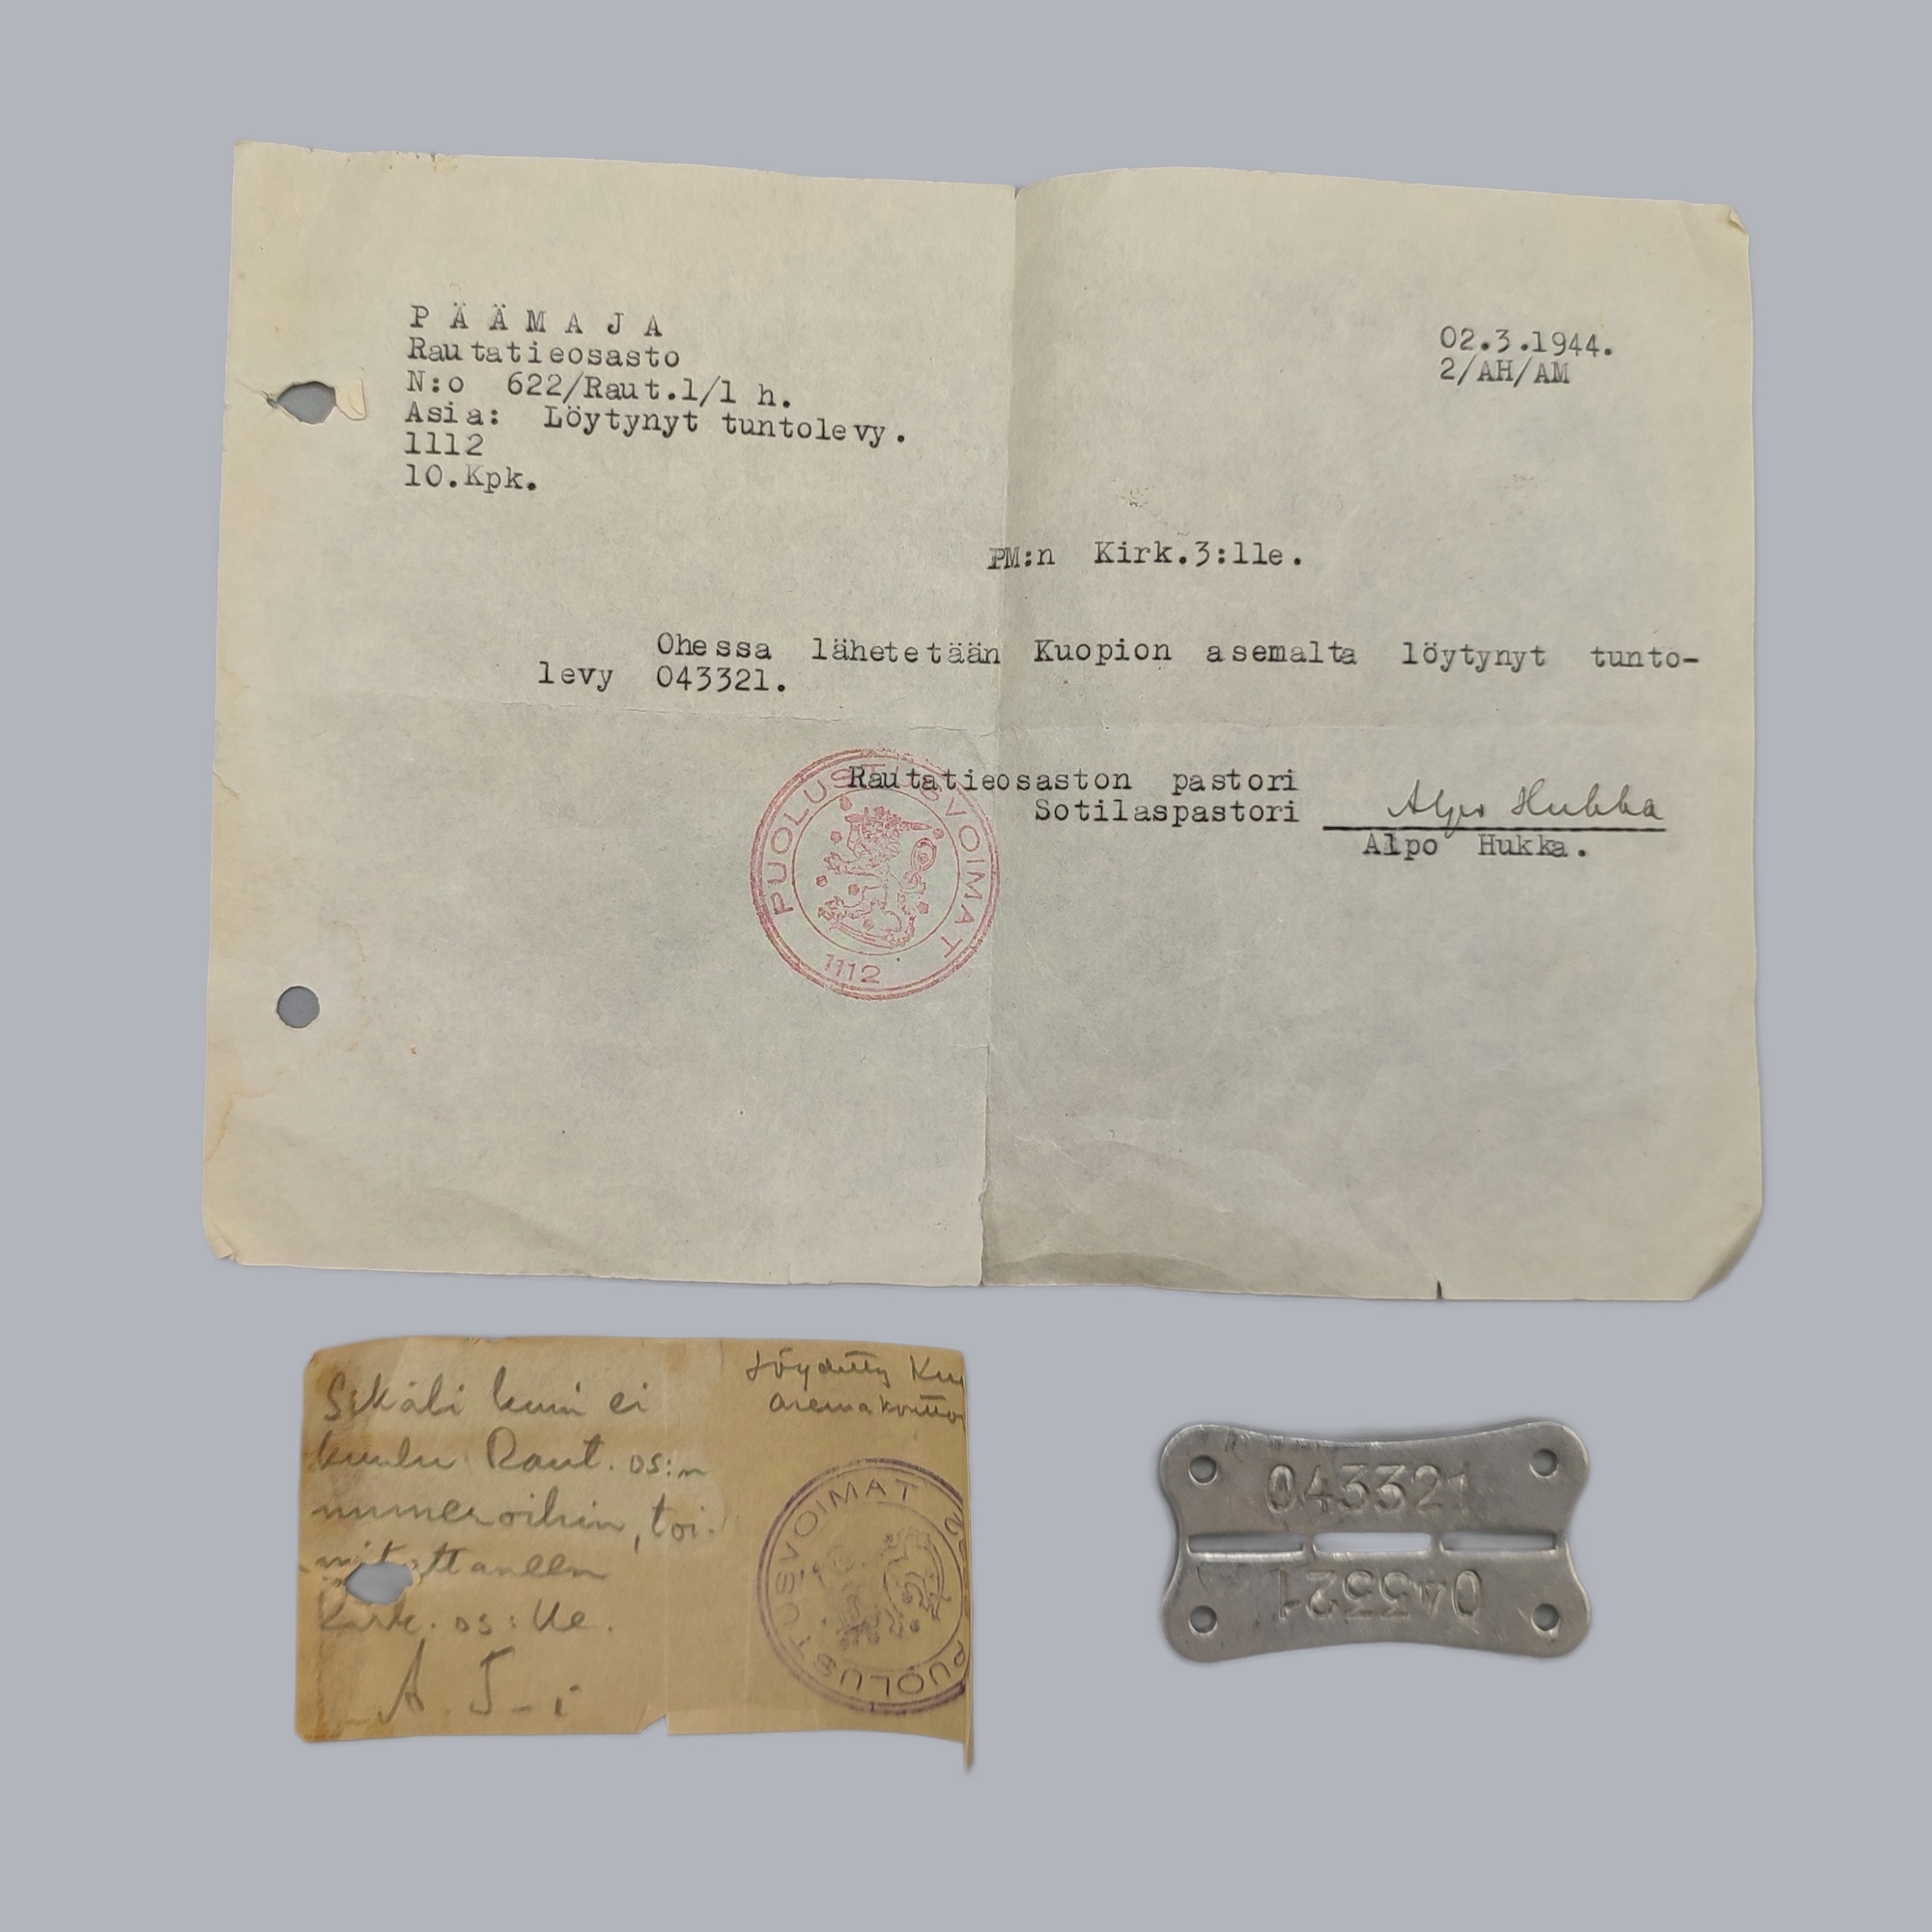 PÄÄMAJA
Rautatieosasto
N:o 622/Raut.1/1 h.
Asia: Löytynyt tuntolevy.
1112
10.Kpk.
02.3.1944.
2/AH/AM
PM:n Kirk.3:lle.
Ohessa lähetetään Kuopion asemalta löytynyt tunto-
levy 043321.
Rautatieosaston pastori
Sotilaspastori
Alpo Hukka
Alpo Hukka.
PUOLUSTUSVOIMAT
1112
Sikäli kuin ei
kuulu Raut. os:n
numeroihin, toi-
mitettaneen
Kirk. os:lle.
A. J-i
Löydetty Ku
asemakontto
PUOLUSTUSVOIMAT
043321
043321